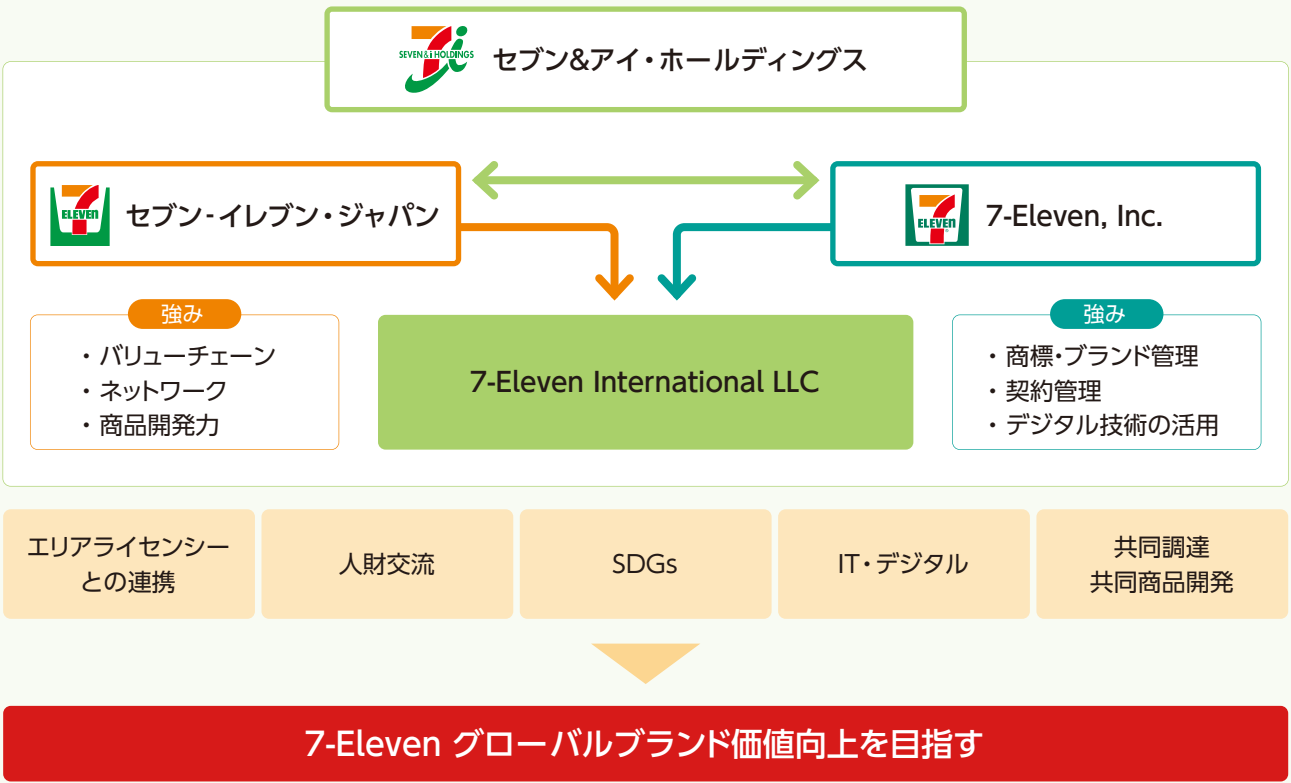 SEVEN & i HOLDINGS
セブン&アイ・ホールディングス
7
ELEVEN
セブン‐イレブン・ジャパン
7
ELEVEN
7-Eleven, Inc.
強み
・バリューチェーン
・ネットワーク
・商品開発力
7-Eleven International LLC
強み
・商標・ブランド管理
・契約管理
・デジタル技術の活用
エリアライセンシー
との連携
人財交流
SDGs
IT・デジタル
共同調達
共同商品開発
7-Eleven グローバルブランド価値向上を目指す